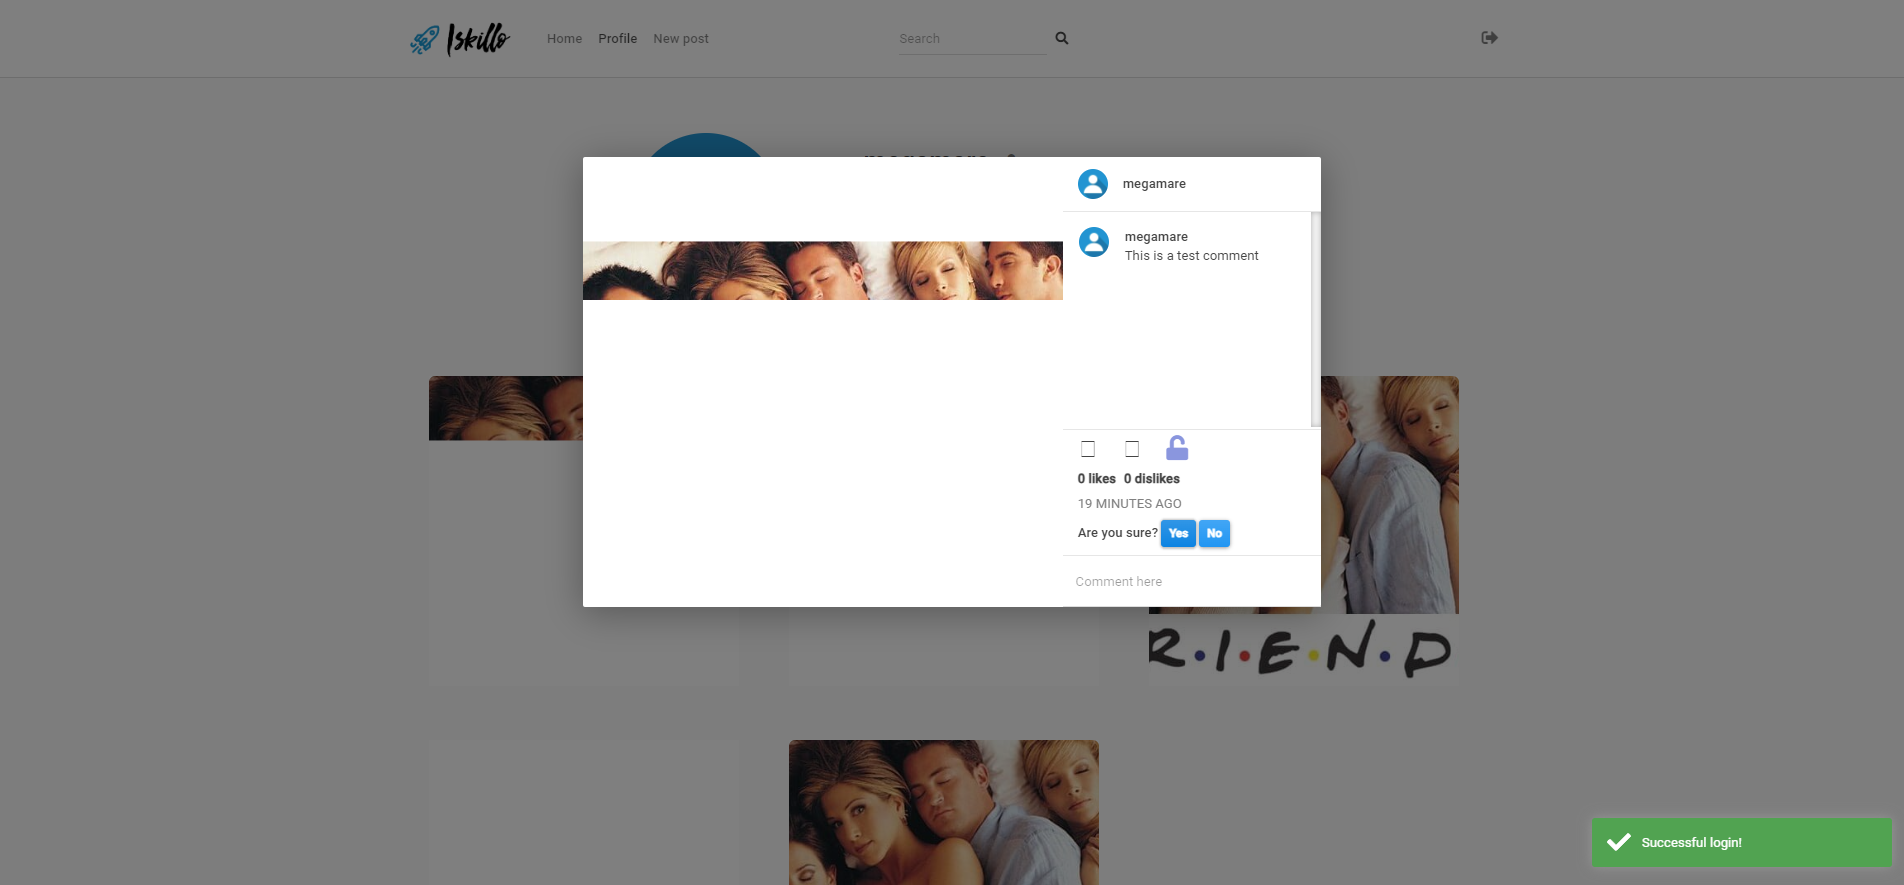 Iskillo
Home Profile New post
Search
megamare
megamare
This is a test comment
0 likes 0 dislikes
19 MINUTES AGO
Are you sure? Yes No
Comment here
R·I·E·N·D
Successful login!